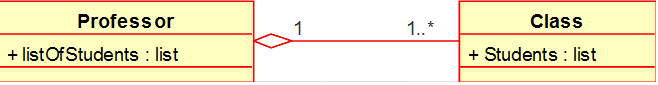 Professor
+ listOfStudents : list
1
1..*
Class
+ Students : list